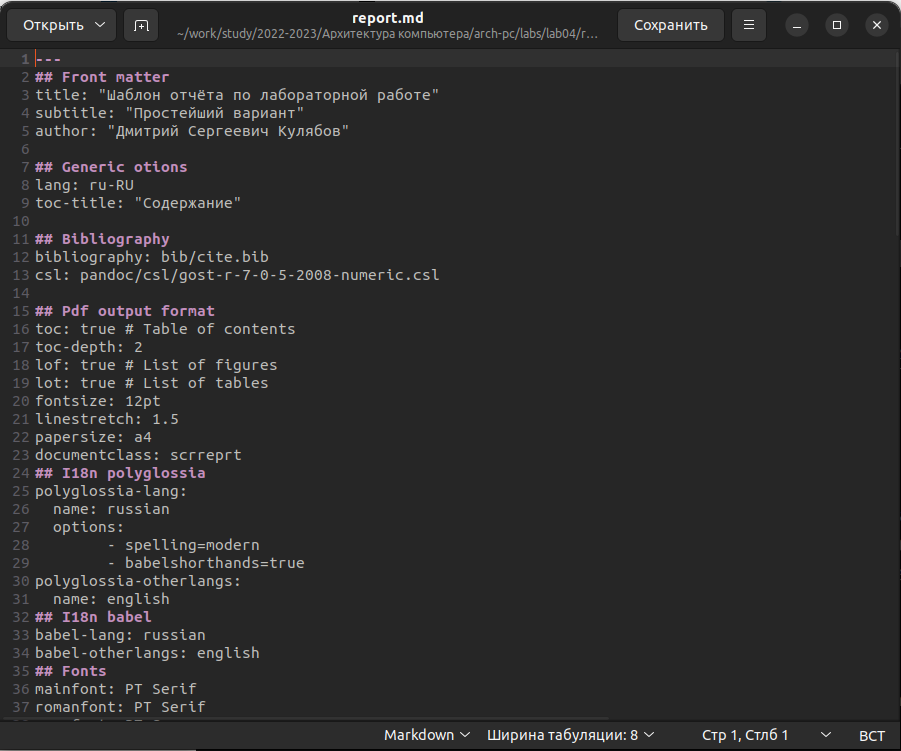 Открыть
report.md
~/work/study/2022-2023/Архитектура компьютера/arch-pc/labs/lab04/r…
Сохранить
1 ---
2 ## Front matter
3 title: "Шаблон отчёта по лабораторной работе"
4 subtitle: "Простейший вариант"
5 author: "Дмитрий Сергеевич Кулябов"
6
7 ## Generic otions
8 lang: ru-RU
9 toc-title: "Содержание"
10
11 ## Bibliography
12 bibliography: bib/cite.bib
13 csl: pandoc/csl/gost-r-7-0-5-2008-numeric.csl
14
15 ## Pdf output format
16 toc: true # Table of contents
17 toc-depth: 2
18 lof: true # List of figures
19 lot: true # List of tables
20 fontsize: 12pt
21 linestretch: 1.5
22 papersize: a4
23 documentclass: scrreprt
24 ## I18n polyglossia
25 polyglossia-lang:
26   name: russian
27   options:
28         - spelling=modern
29         - babelshorthands=true
30 polyglossia-otherlangs:
31   name: english
32 ## I18n babel
33 babel-lang: russian
34 babel-otherlangs: english
35 ## Fonts
36 mainfont: PT Serif
37 romanfont: PT Serif
Markdown
Ширина табуляции: 8
Стр 1, Стлб 1
ВСТ